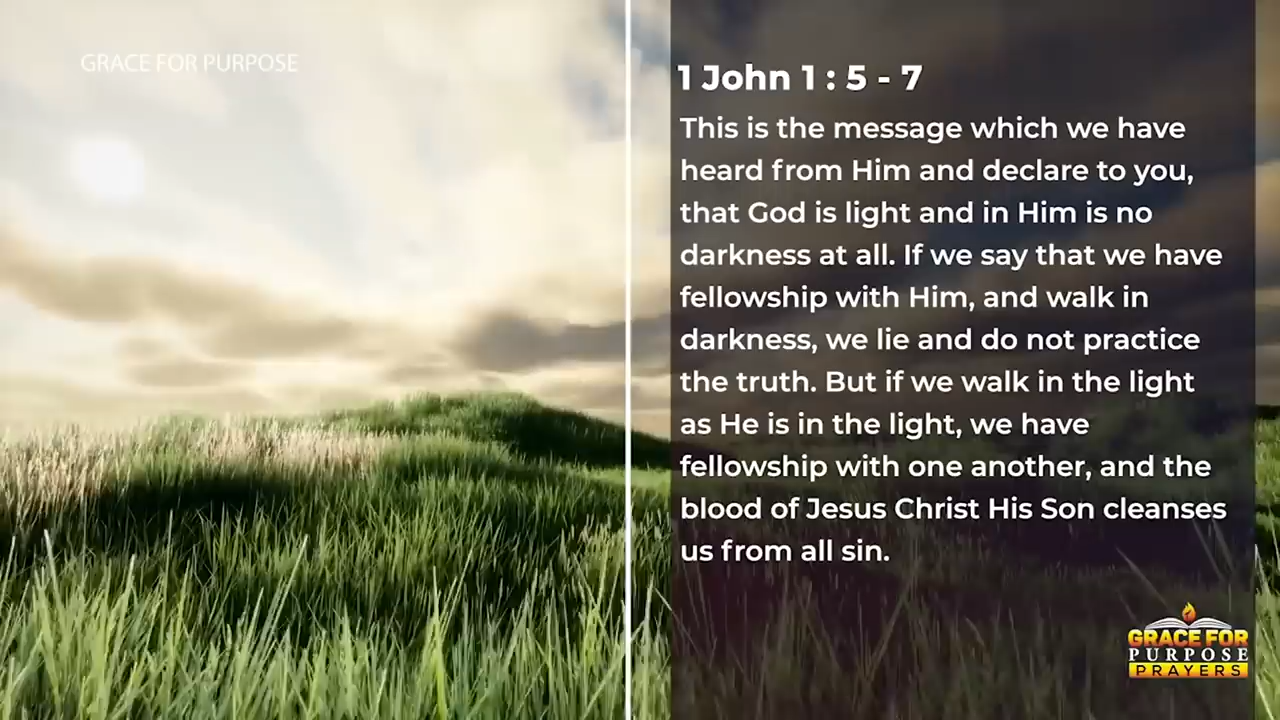 GRACE FOR PURPOSE
1 John 1 : 5 - 7
This is the message which we have
heard from Him and declare to you,
that God is light and in Him is no
darkness at all. If we say that we have
fellowship with Him, and walk in
darkness, we lie and do not practice
the truth. But if we walk in the light
as He is in the light, we have
fellowship with one another, and the
blood of Jesus Christ His Son cleanses
us from all sin.
GRACE FOR
PURPOSE
PRAYERS